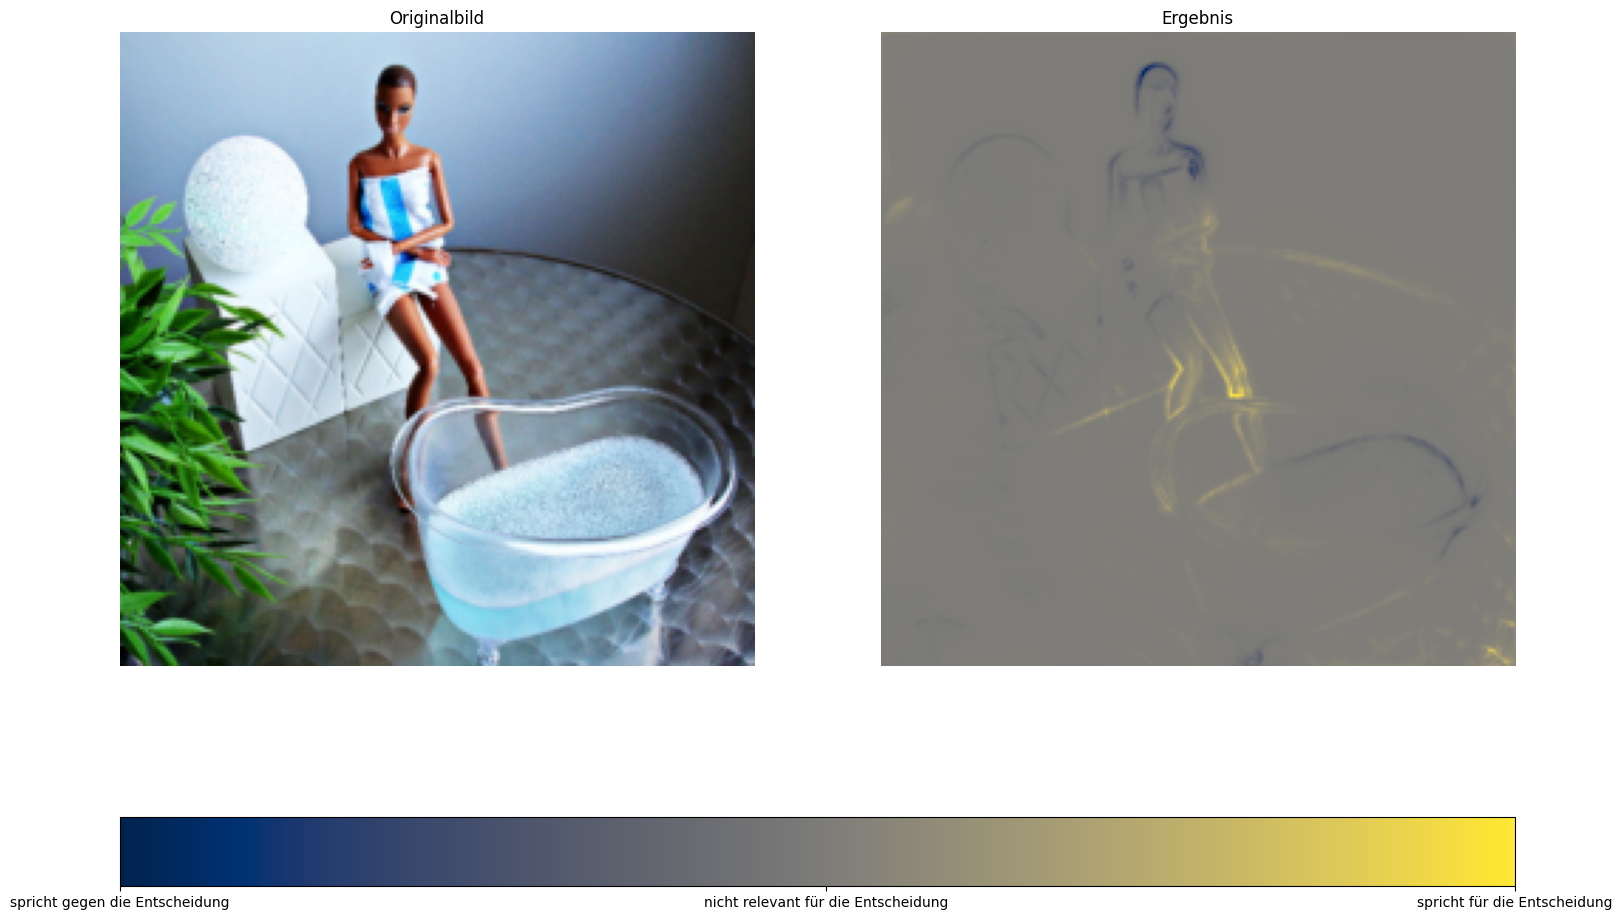 Originalbild
Ergebnis
spricht gegen die Entscheidung
nicht relevant für die Entscheidung
spricht für die Entscheidung